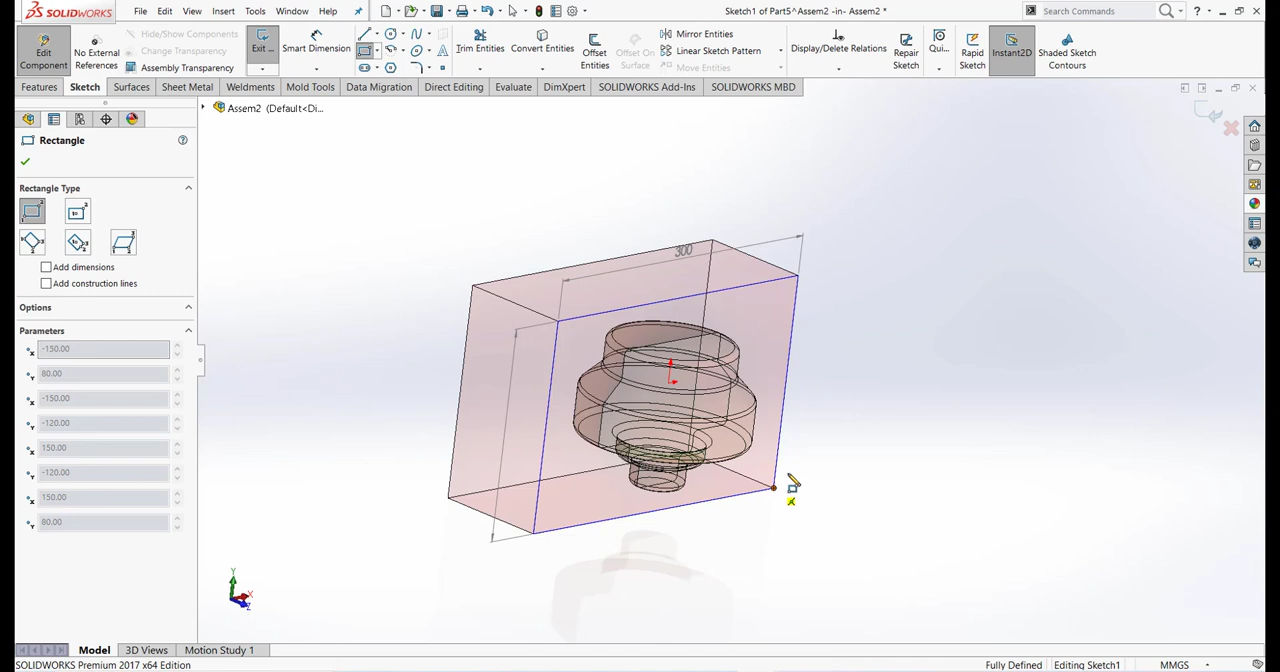 SOLIDWORKS
File Edit View Insert Tools Window Help
Sketch1 of Part5^Assem2 -in- Assem2 *
Search Commands
Edit Component
No External References
Hide/Show Components
Change Transparency
Assembly Transparency
Exit ...
Smart Dimension
Trim Entities
Convert Entities
Offset Entities
Offset On Surface
Mirror Entities
Linear Sketch Pattern
Move Entities
Display/Delete Relations
Repair Sketch
Qui...
Rapid Sketch
Instant2D
Shaded Sketch Contours
Features Sketch Surfaces Sheet Metal Weldments Mold Tools Data Migration Direct Editing Evaluate DimXpert SOLIDWORKS Add-Ins SOLIDWORKS MBD
Assem2 (Default<Di...
Rectangle
Rectangle Type
Add dimensions
Add construction lines
Options
Parameters
-150.00
80.00
-150.00
-120.00
150.00
-120.00
150.00
80.00
300
Y
X
Z
Model 3D Views Motion Study 1
SOLIDWORKS Premium 2017 x64 Edition
Fully Defined Editing Sketch1 MMGS